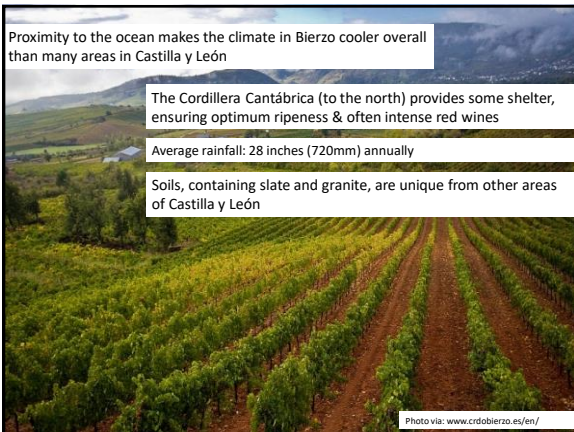 Proximity to the ocean makes the climate in Bierzo cooler overall
than many areas in Castilla y León
The Cordillera Cantábrica (to the north) provides some shelter,
ensuring optimum ripeness & often intense red wines
Average rainfall: 28 inches (720mm) annually
Soils, containing slate and granite, are unique from other areas
of Castilla y León
Photo via: www.crdobierzo.es/en/